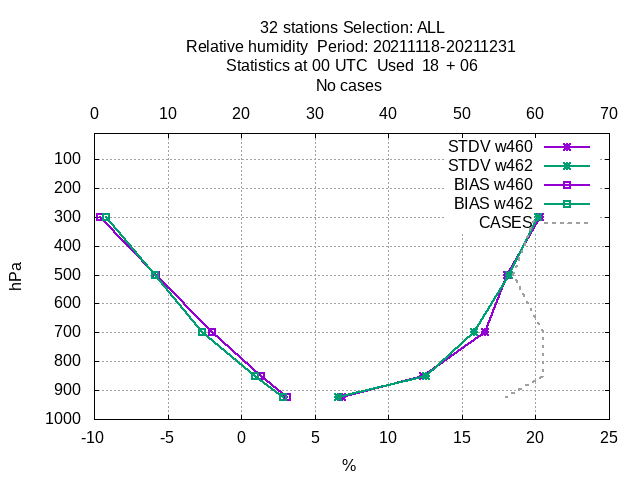 32 stations Selection: ALL
Relative humidity  Period: 20211118-20211231
Statistics at 00 UTC  Used  18  + 06
No cases
0 10 20 30 40 50 60 70
STDV w460
STDV w462
BIAS w460
BIAS w462
CASES
100
200
300
400
500
600
700
800
900
1000
hPa
-10 -5 0 5 10 15 20 25
%